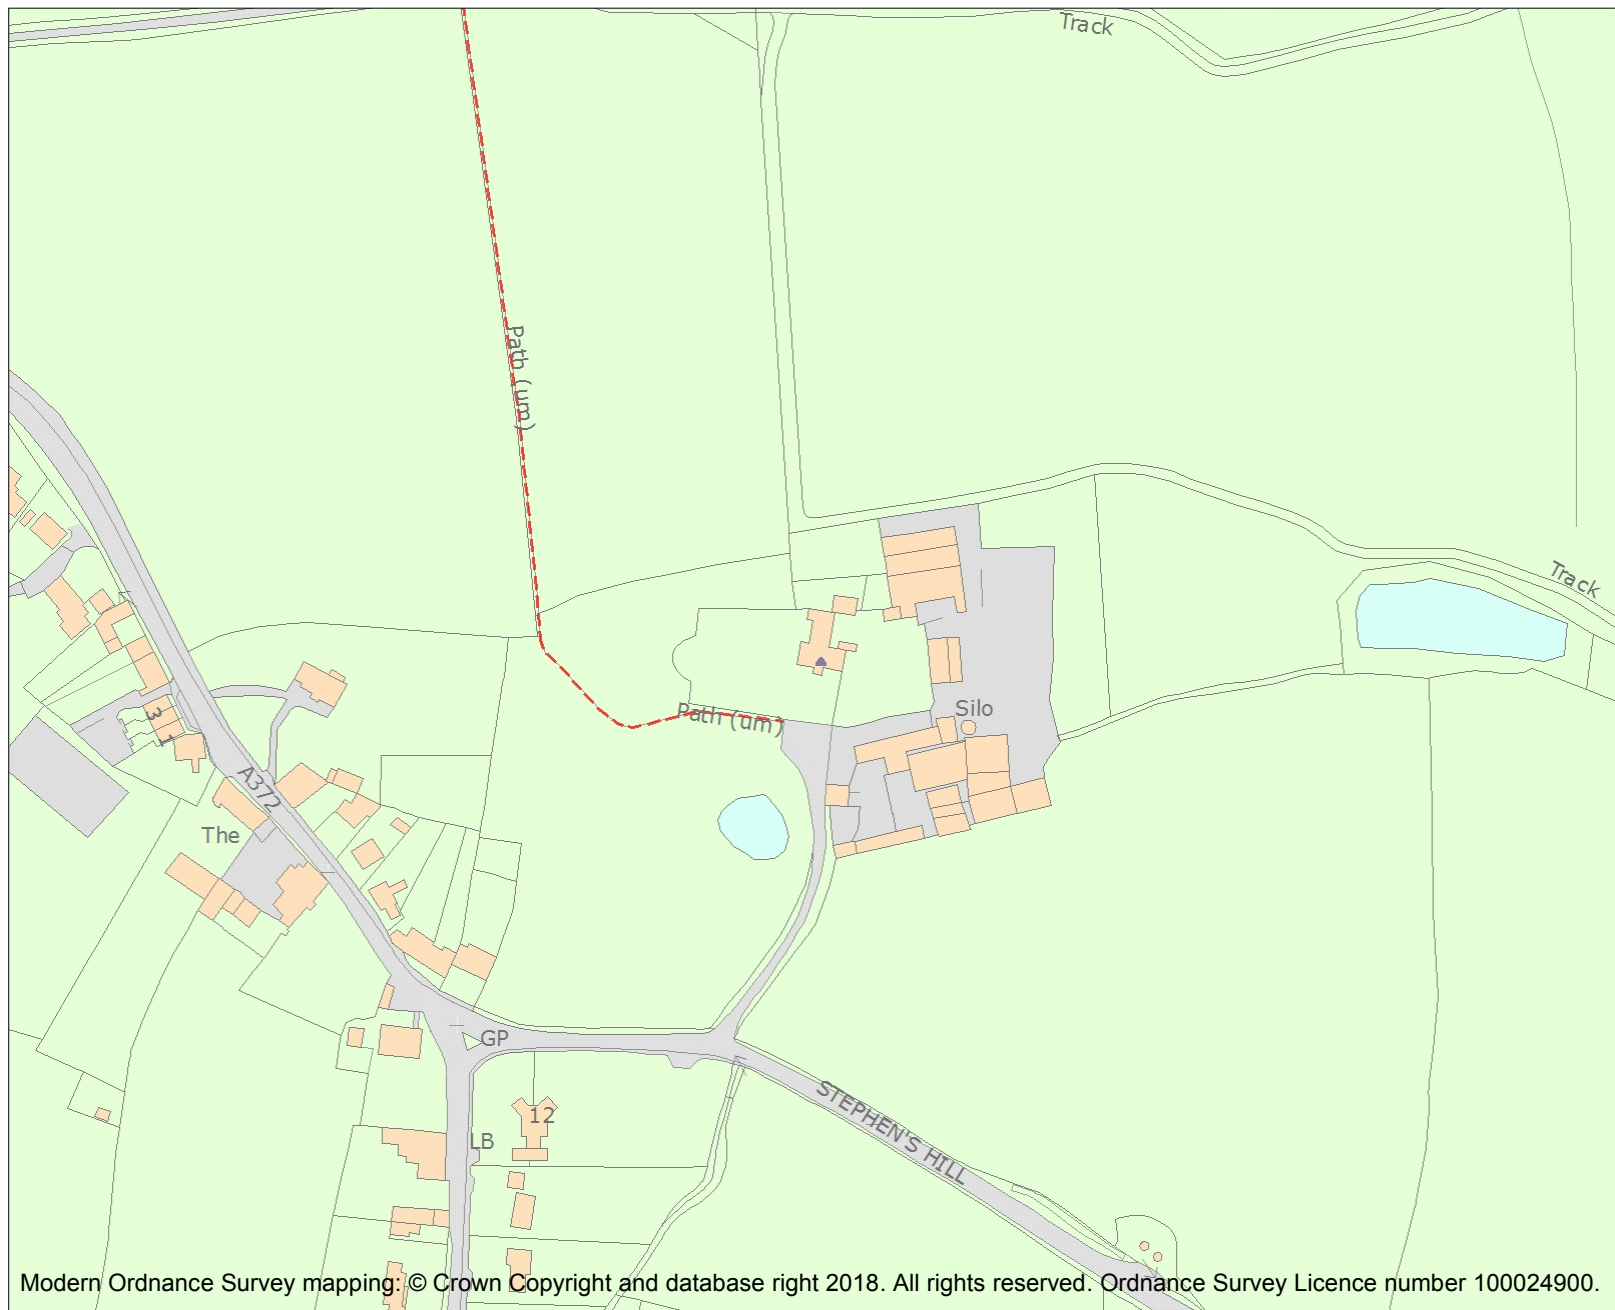 Track
Path (um)
Track
Path (um)
Silo
3
1
A372
The
GP
STEPHEN'S HILL
12
LB
Modern Ordnance Survey mapping: © Crown Copyright and database right 2018. All rights reserved. Ordnance Survey Licence number 100024900.